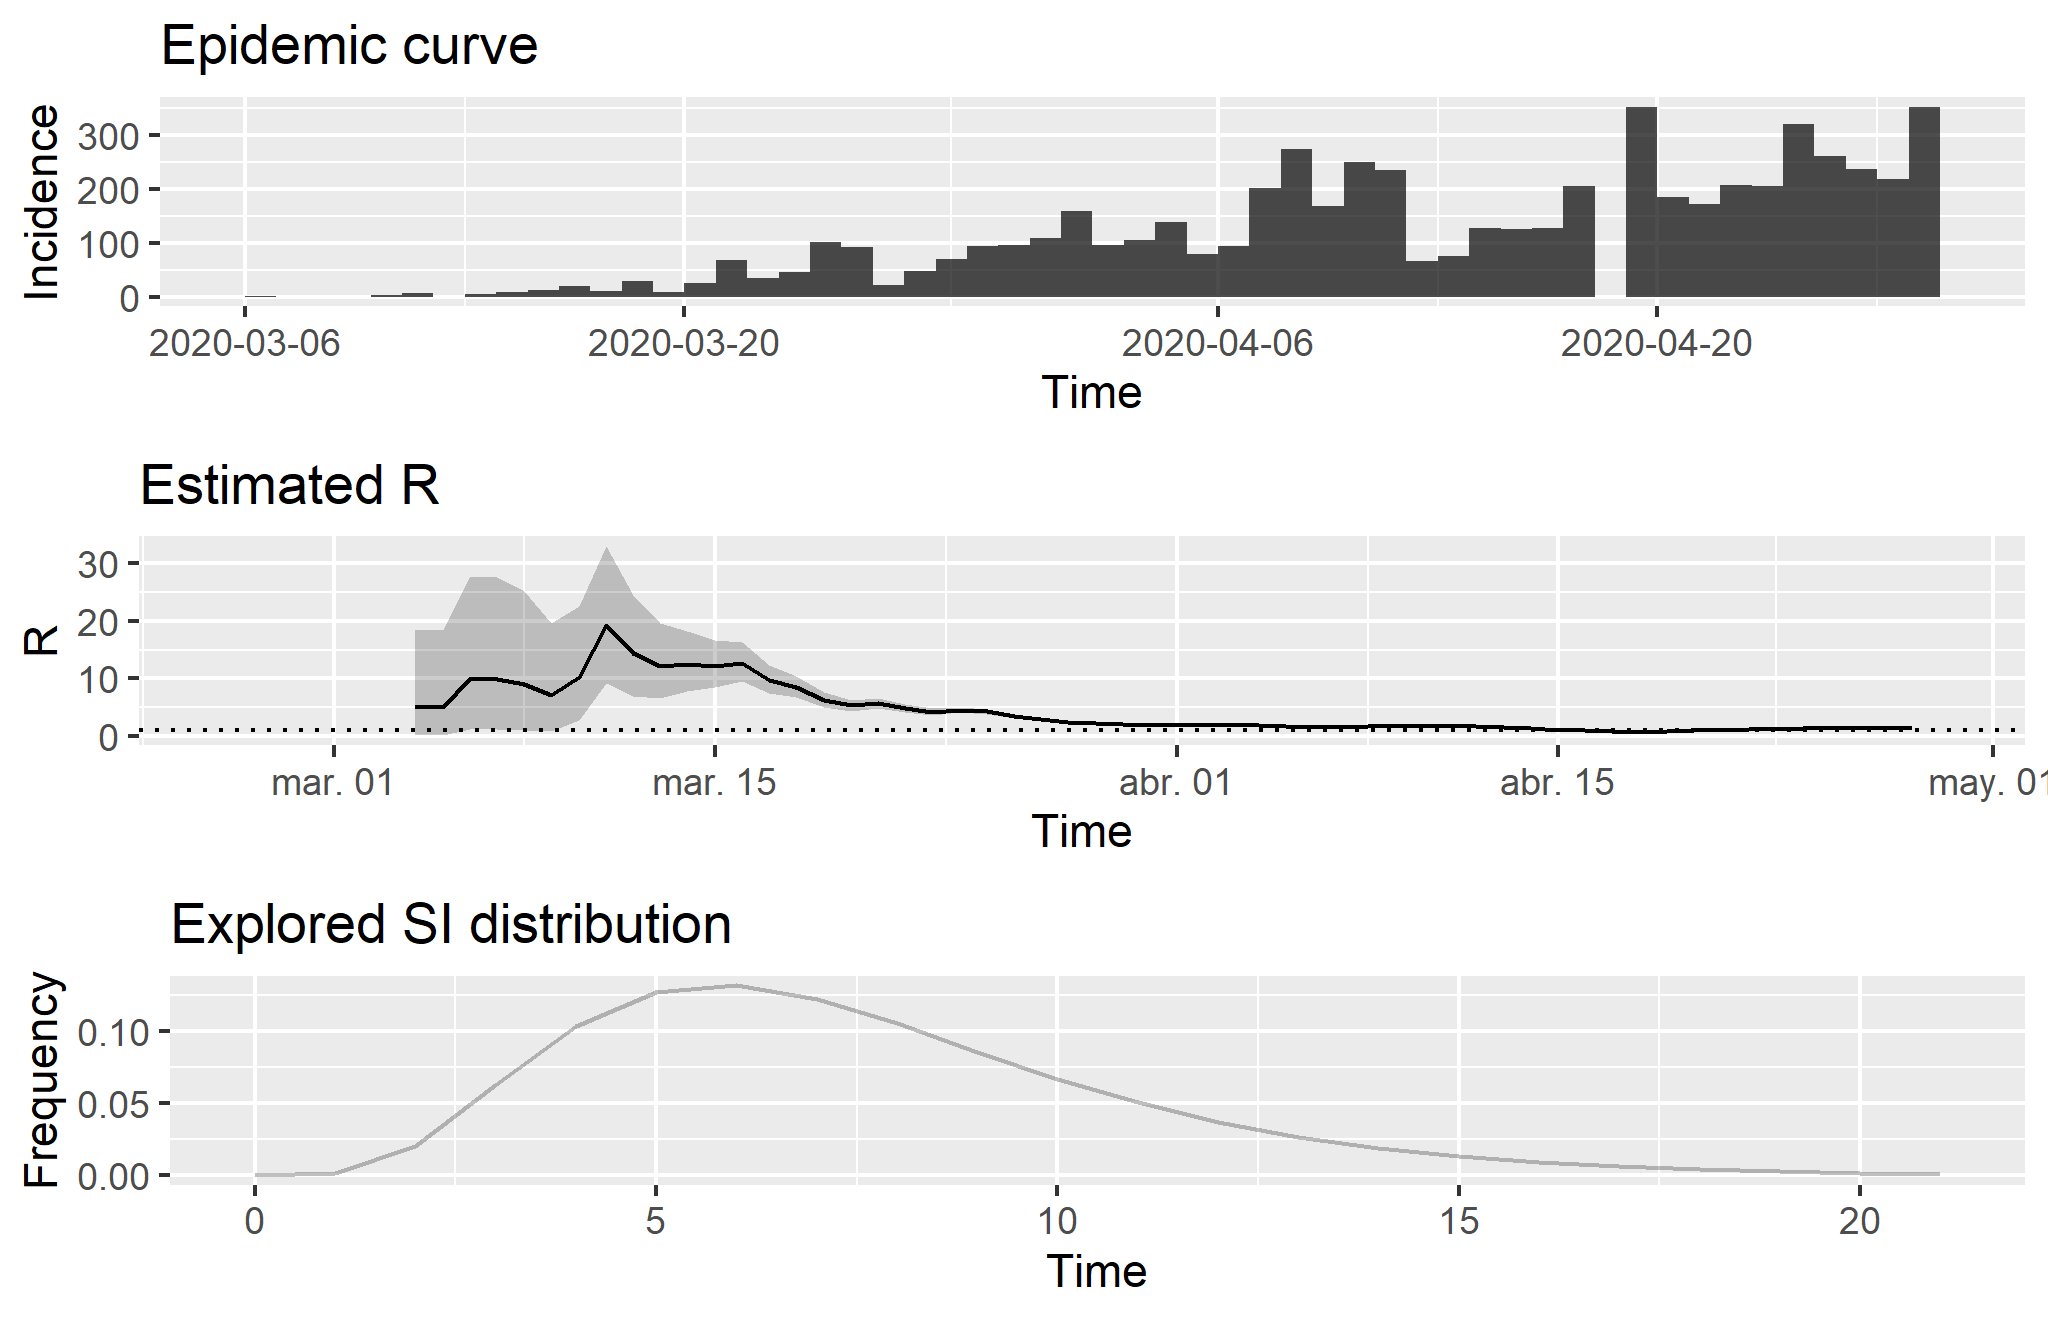 Epidemic curve
Incidence
300
200
100
0
2020-03-06 2020-03-20 2020-04-06 2020-04-20
Time
Estimated R
R
30
20
10
0
mar. 01 mar. 15 abr. 01 abr. 15 may. 01
Time
Explored SI distribution
Frequency
0.10
0.05
0.00
0 5 10 15 20
Time